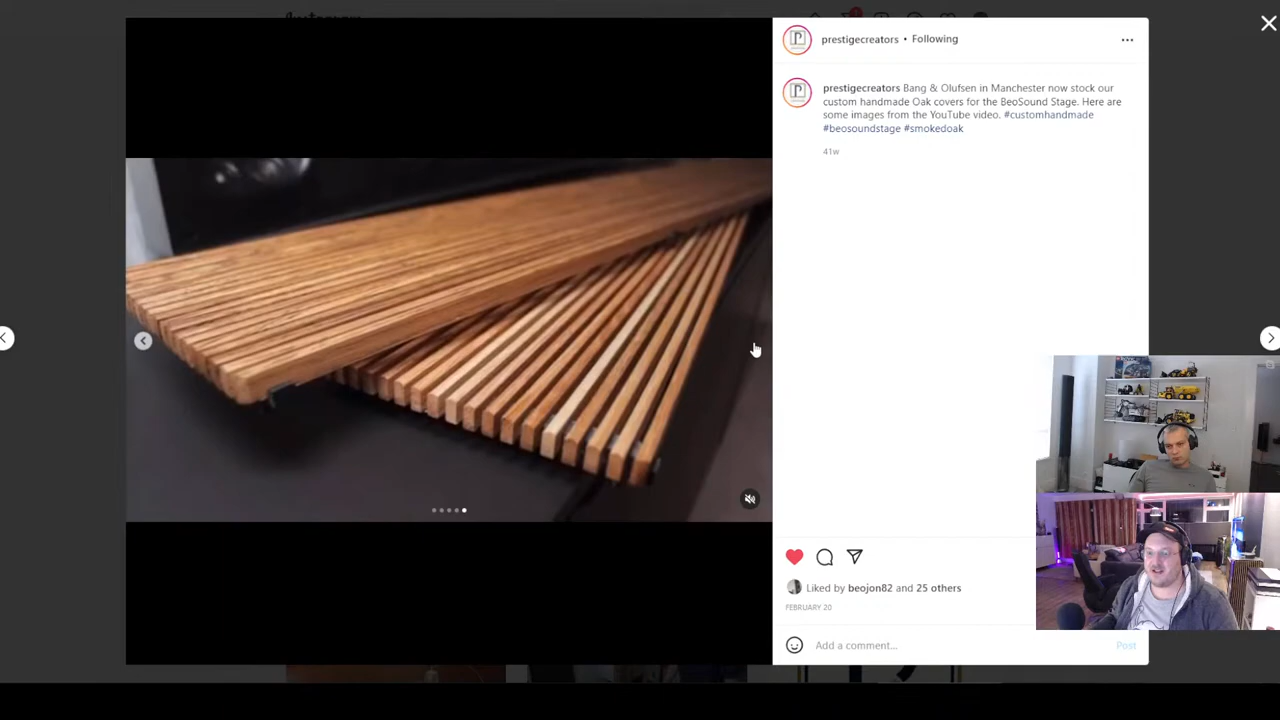 prestigecreators • Following
prestigecreators Bang & Olufsen in Manchester now stock our
custom handmade Oak covers for the BeoSound Stage. Here are
some images from the YouTube video. #customhandmade
#beosoundstage #smokedoak
41w
Liked by beojon82 and 25 others
FEBRUARY 20
Add a comment...
Post